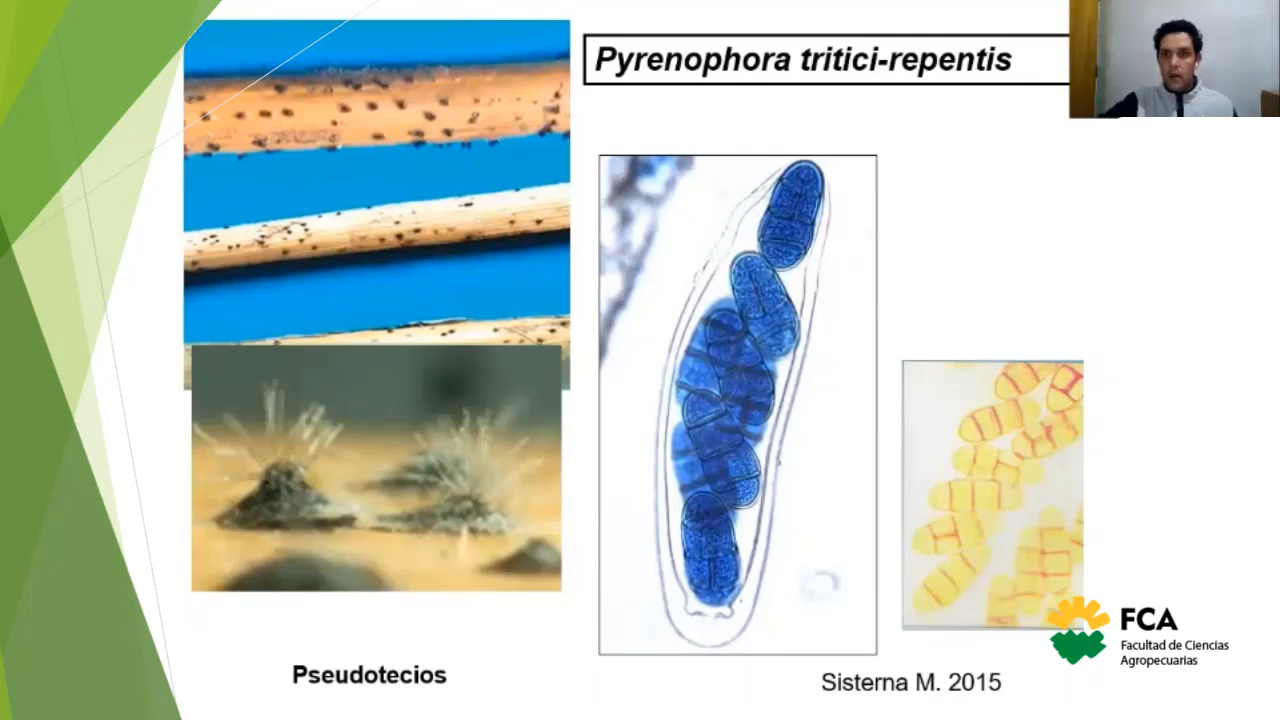 Pyrenophora tritici-repentis
Pseudotecios
Sisterna M. 2015
FCA
Facultad de Ciencias
Agropecuarias